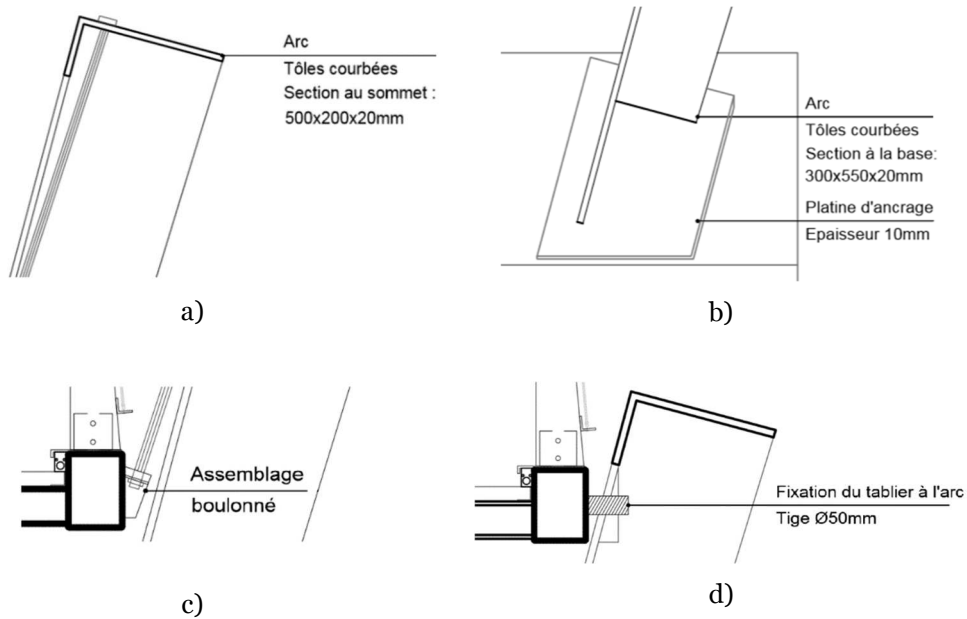 Arc
Tôles courbées
Section au sommet :
500x200x20mm
a)
Arc
Tôles courbées
Section à la base:
300x550x20mm
Platine d'ancrage
Epaisseur 10mm
b)
Assemblage
boulonné
c)
Fixation du tablier à l'arc
Tige Ø50mm
d)